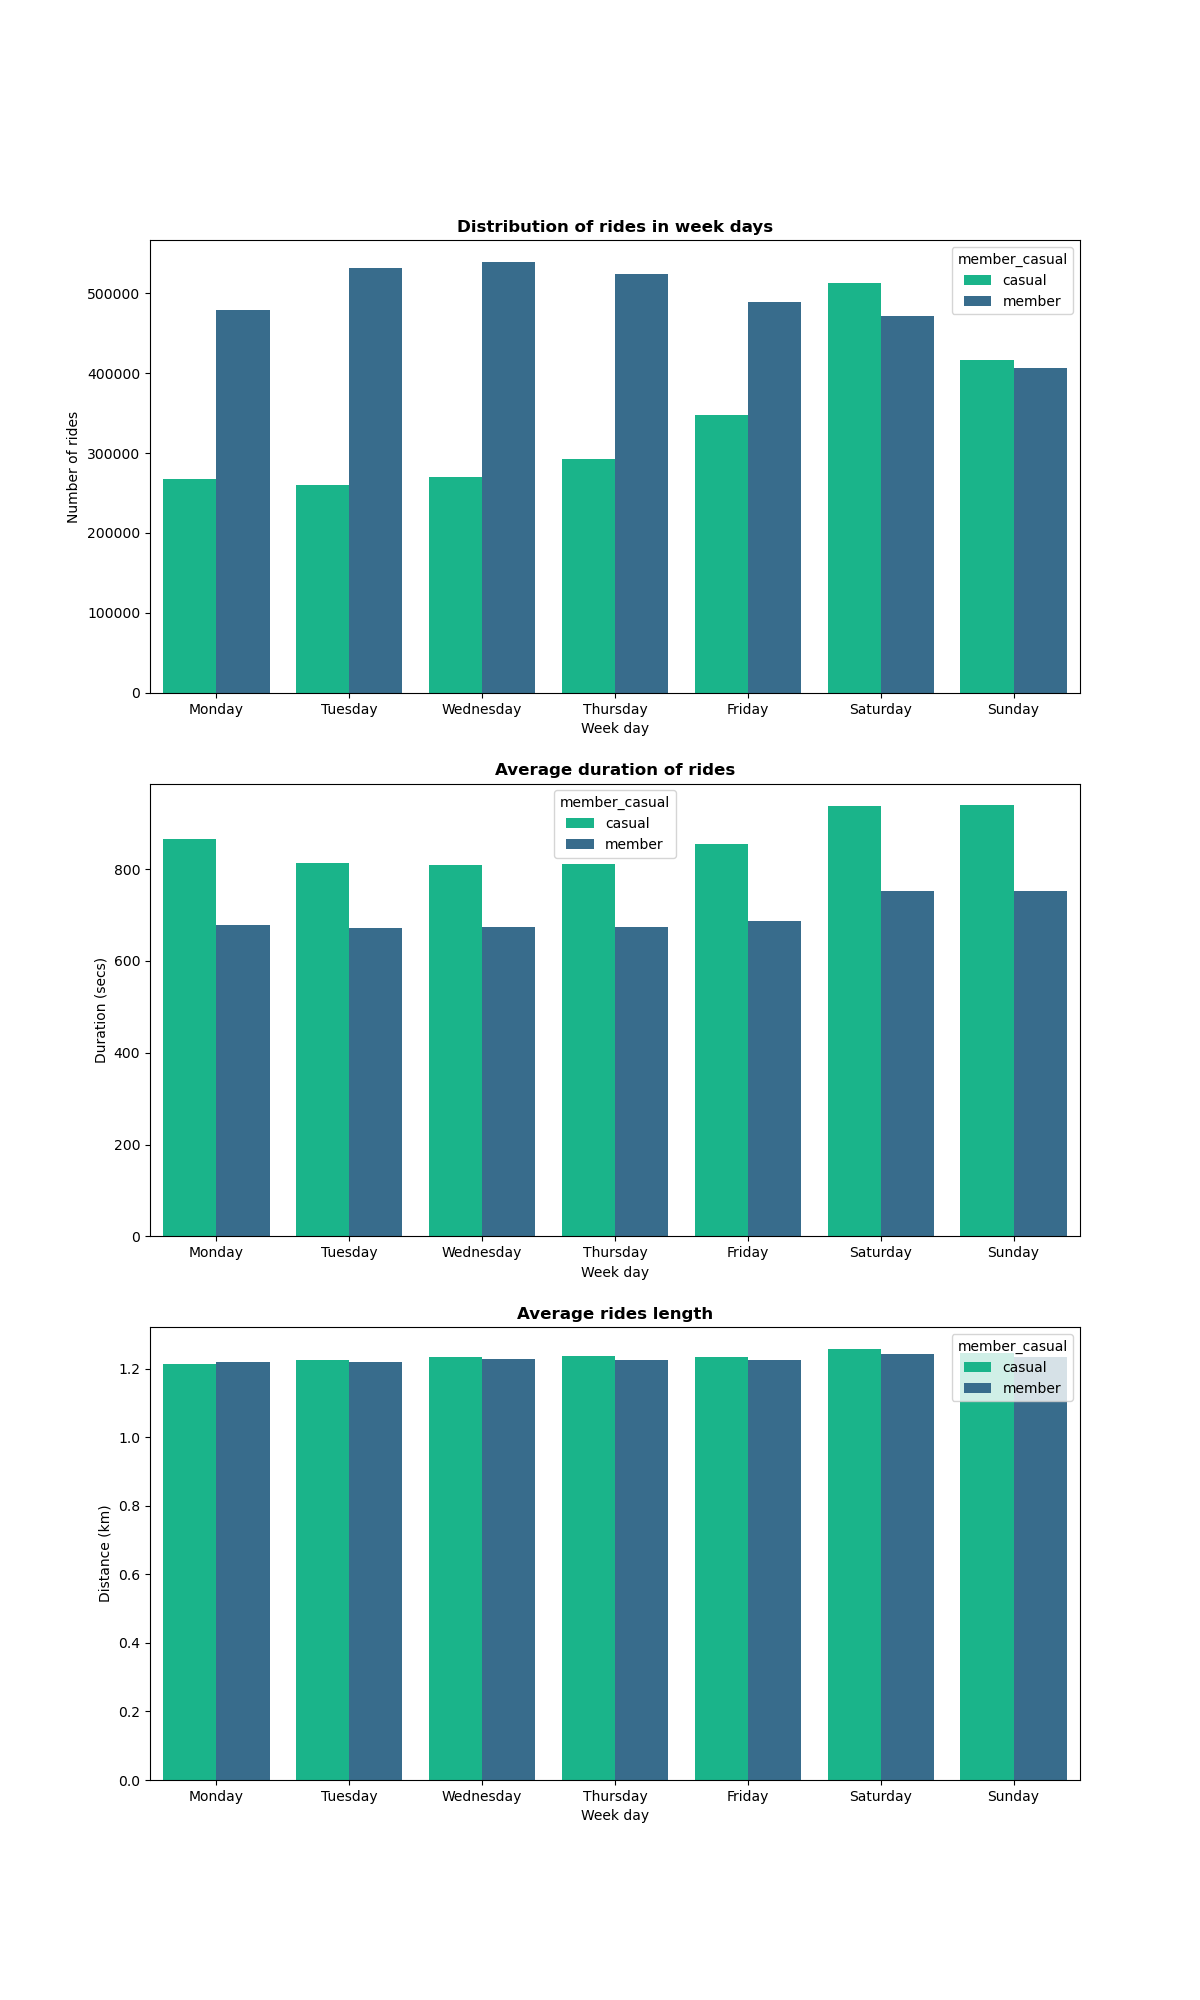 Distribution of rides in week days
member_casual
casual
member
500000
400000
300000
200000
100000
0
Number of rides
Monday Tuesday Wednesday Thursday Friday Saturday Sunday
Week day
Average duration of rides
member_casual
casual
member
800
600
400
200
0
Duration (secs)
Monday Tuesday Wednesday Thursday Friday Saturday Sunday
Week day
Average rides length
member_casual
casual
member
1.2
1.0
0.8
0.6
0.4
0.2
0.0
Distance (km)
Monday Tuesday Wednesday Thursday Friday Saturday Sunday
Week day